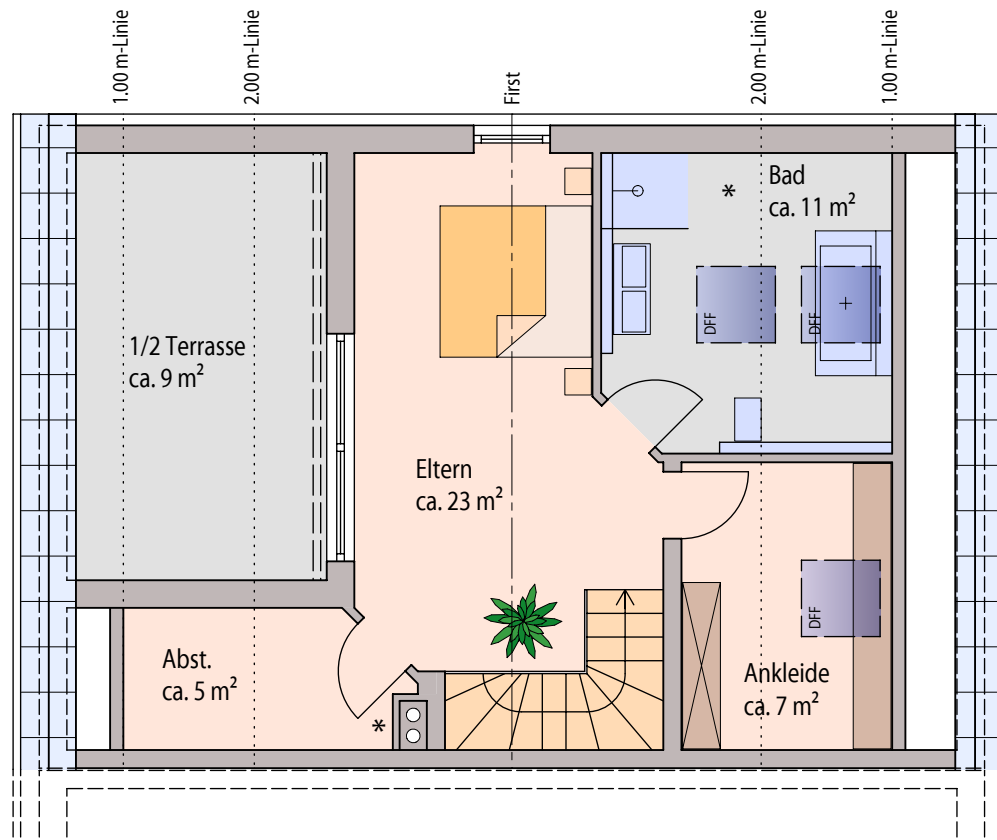 1.00 m-Linie
2.00 m-Linie
First
2.00 m-Linie
1.00 m-Linie
Bad
ca. 11 m²
*
DFF
DFF
1/2 Terrasse
ca. 9 m²
Eltern
ca. 23 m²
DFF
Abst.
ca. 5 m²
*
Ankleide
ca. 7 m²